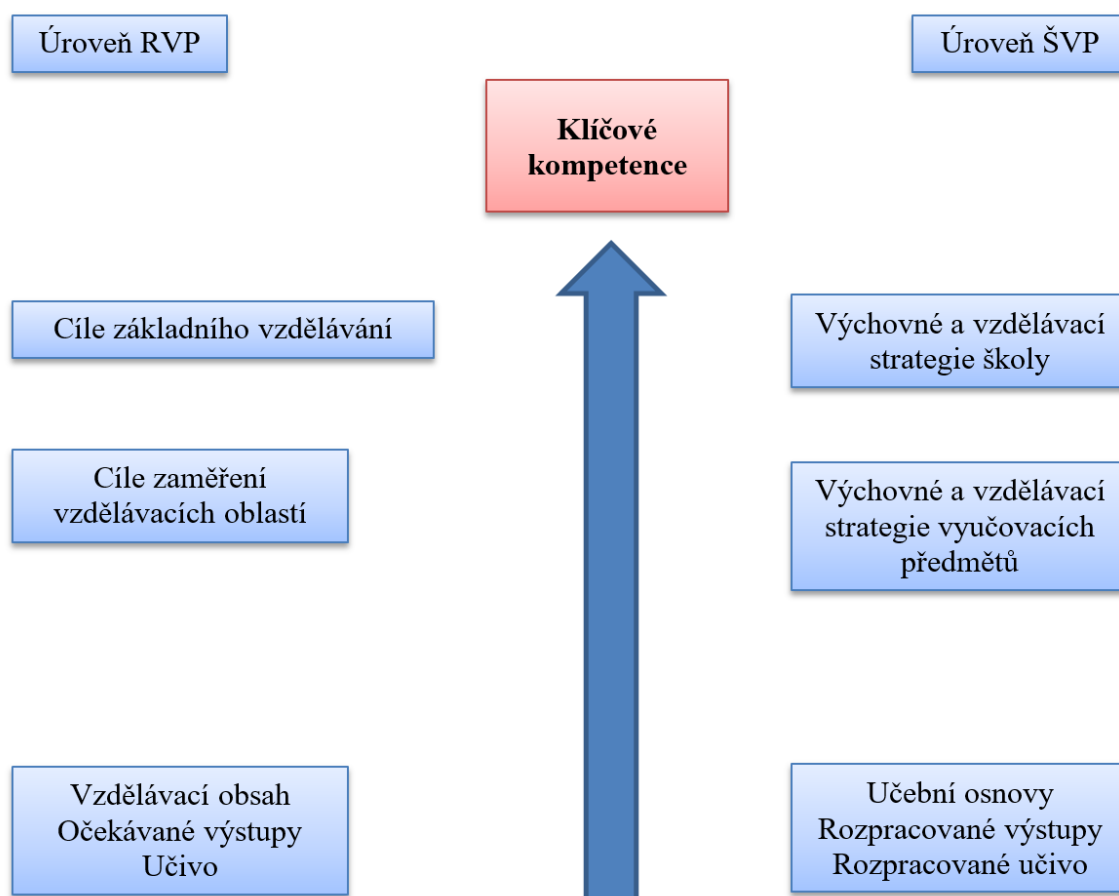 Úroveň RVP
Úroveň ŠVP
Klíčové
kompetence
Cíle základního vzdělávání
Výchovné a vzdělávací
strategie školy
Cíle zaměření
vzdělávacích oblastí
Výchovné a vzdělávací
strategie vyučovacích
předmětů
Vzdělávací obsah
Očekávané výstupy
Učivo
Učební osnovy
Rozpracované výstupy
Rozpracované učivo